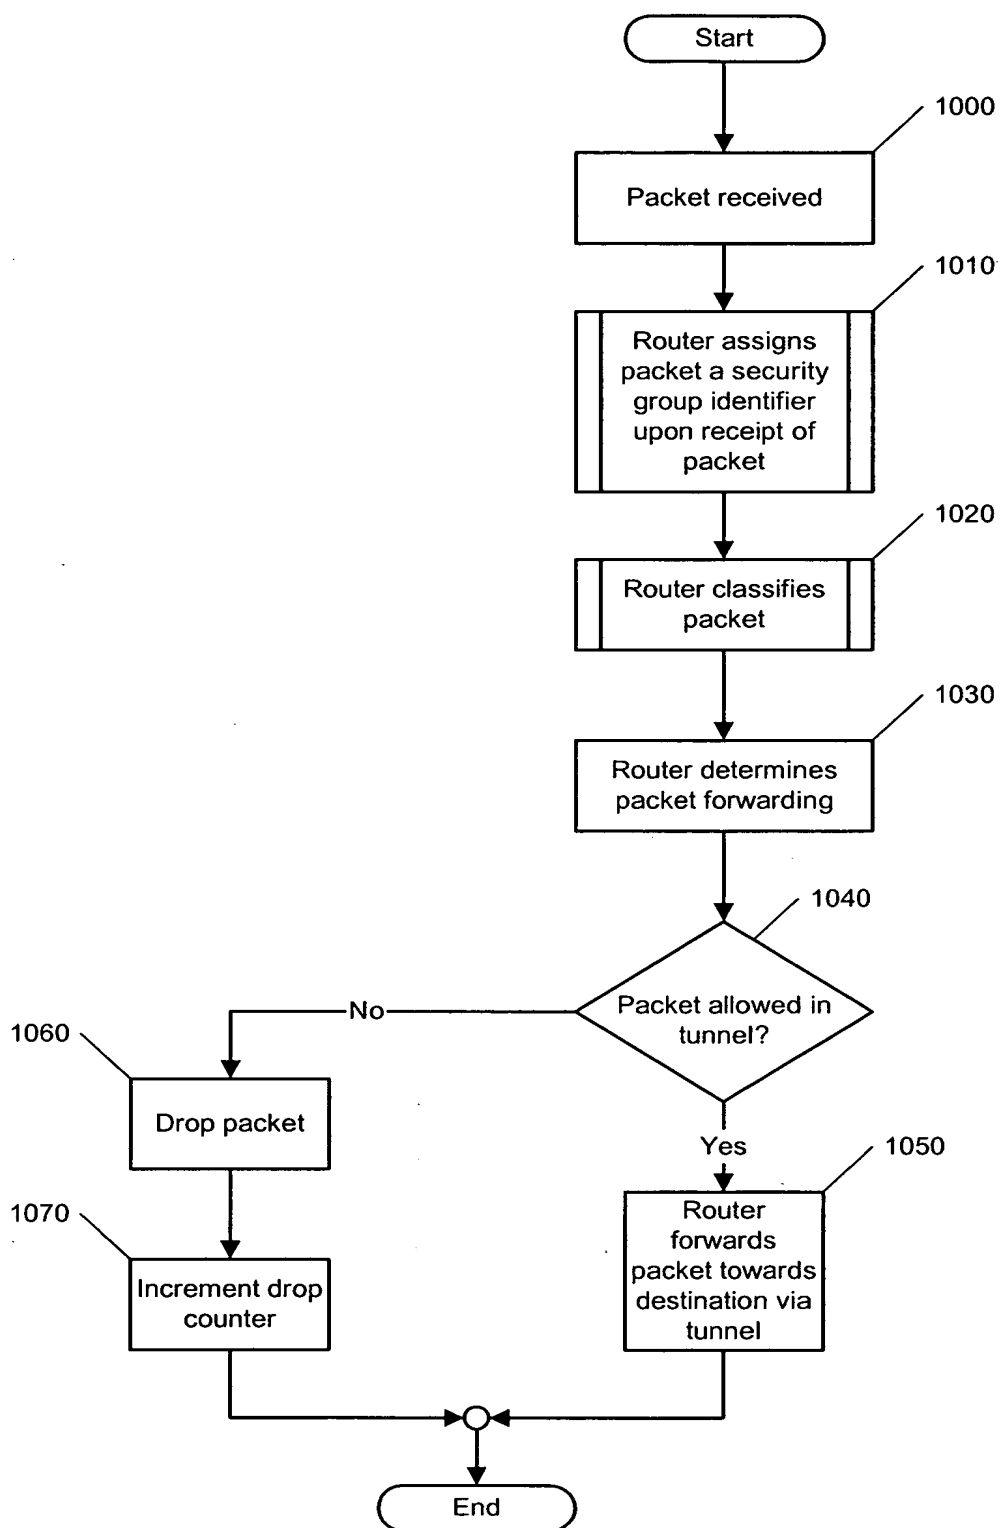 Start
1000
Packet received
1010
Router assigns
packet a security
group identifier
upon receipt of
packet
1020
Router classifies
packet
1030
Router determines
packet forwarding
1040
Packet allowed in
tunnel?
No
1060
Drop packet
Yes
1050
Router
forwards
packet towards
destination via
tunnel
1070
Increment drop
counter
End